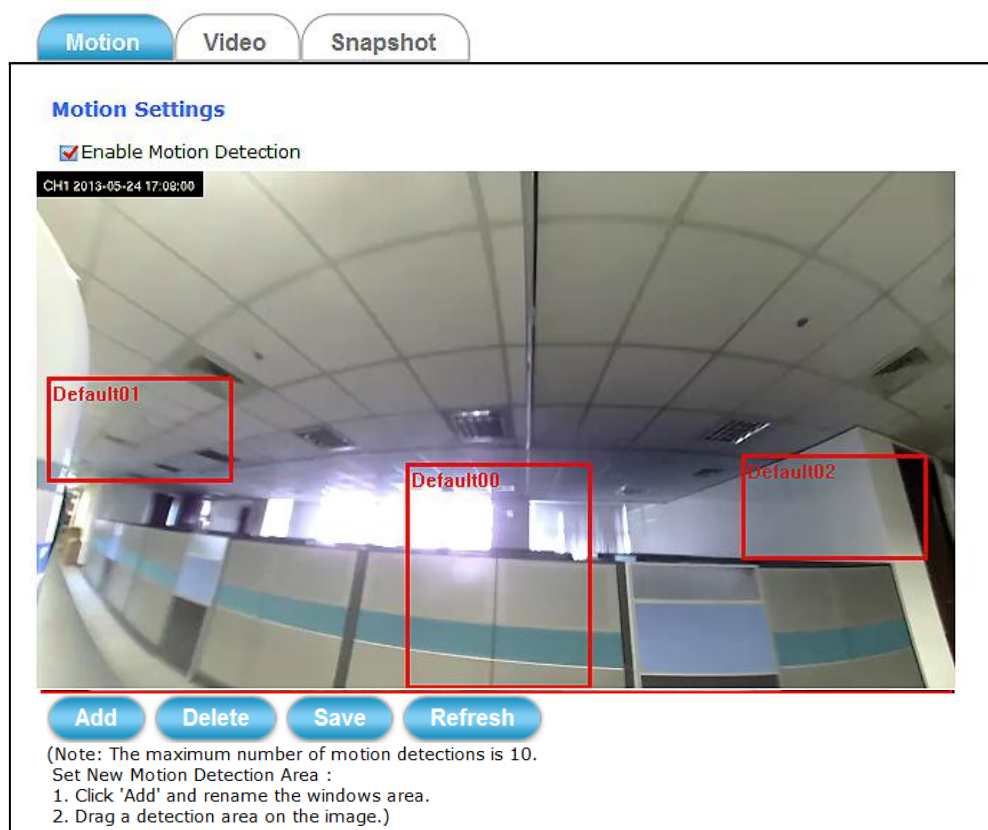 Motion Video Snapshot
Motion Settings
Enable Motion Detection
CH1 2013-05-24 17:08:00
Default01
Default00
Default02
Add Delete Save Refresh
(Note: The maximum number of motion detections is 10.
Set New Motion Detection Area :
1. Click 'Add' and rename the windows area.
2. Drag a detection area on the image.)